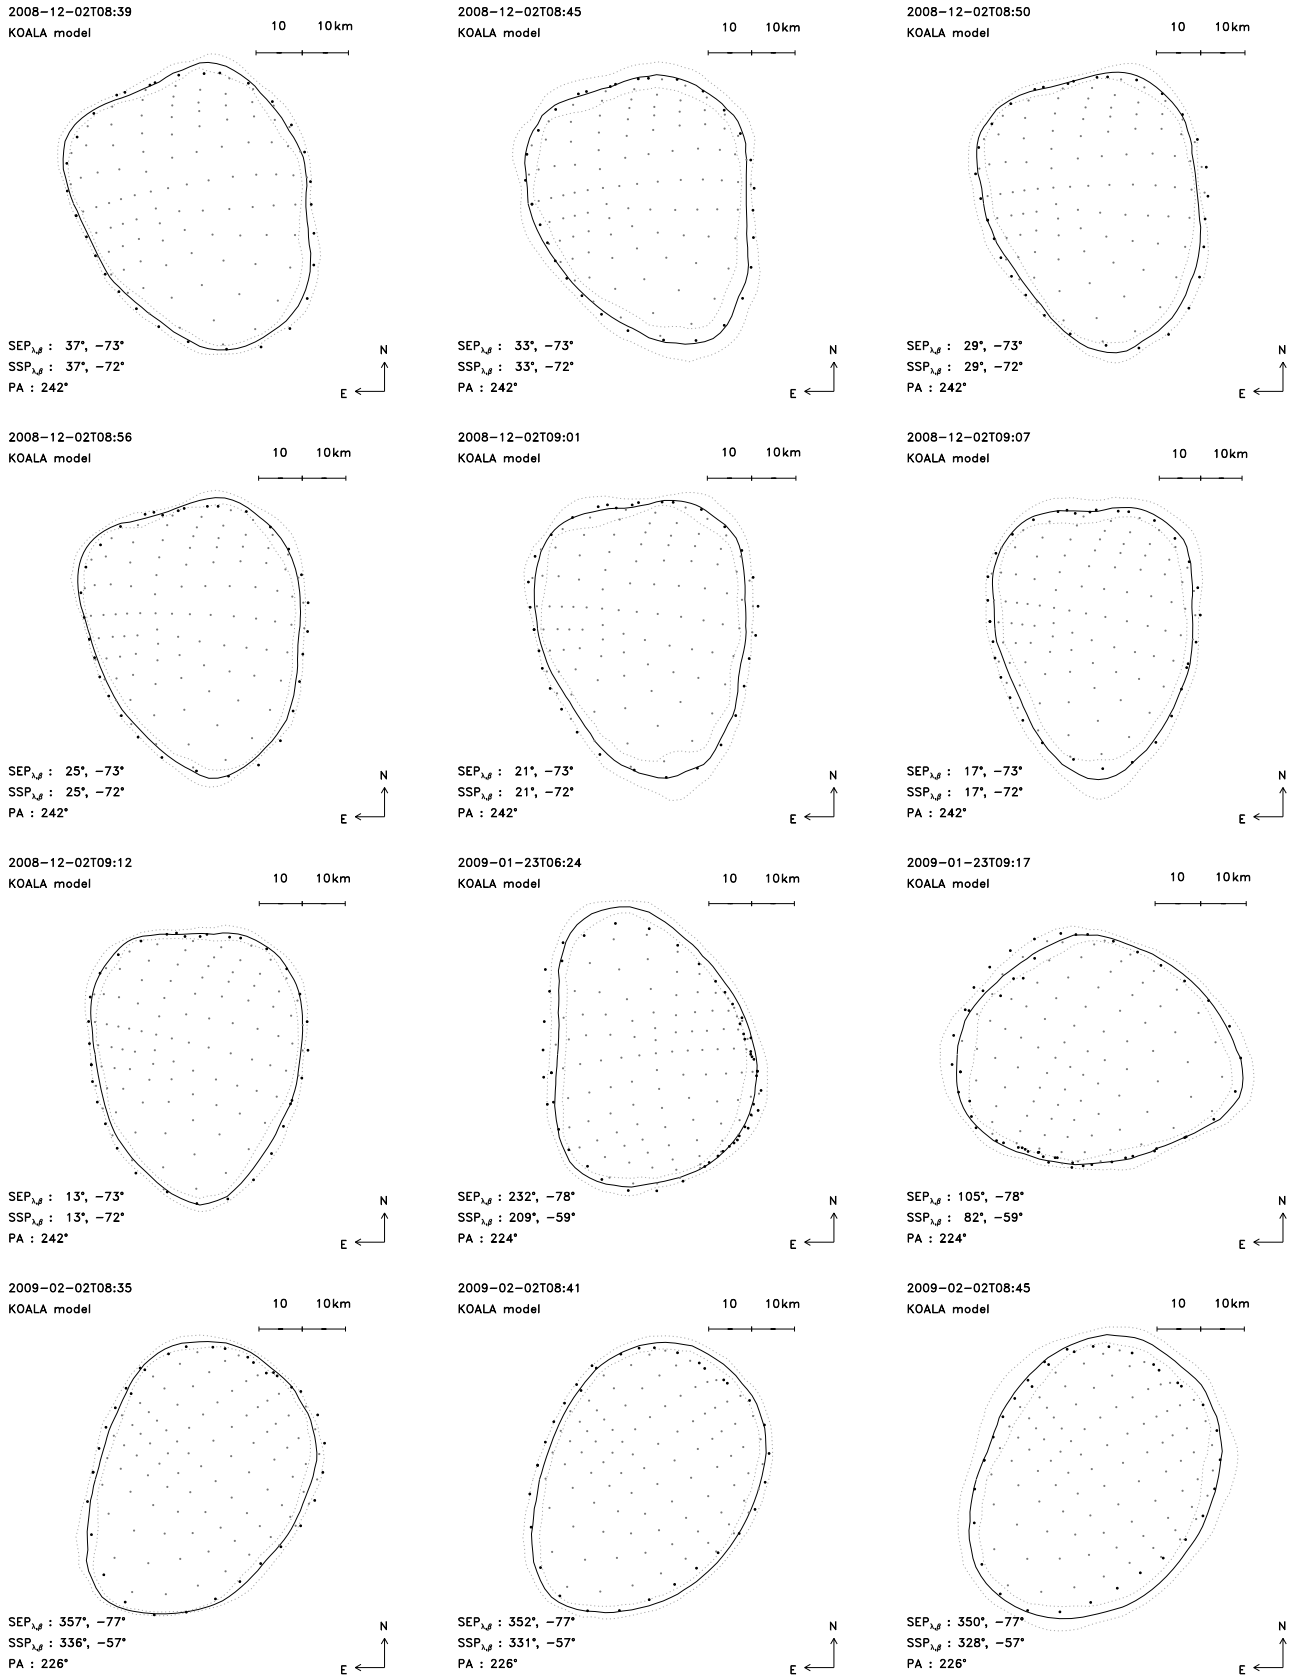 2008-12-02T08:39
KOALA model
10 10km
SEPλ,β : 37°, -73°
SSPλ,β : 37°, -72°
PA : 242°
N
E
2008-12-02T08:45
KOALA model
10 10km
SEPλ,β : 33°, -73°
SSPλ,β : 33°, -72°
PA : 242°
N
E
2008-12-02T08:50
KOALA model
10 10km
SEPλ,β : 29°, -73°
SSPλ,β : 29°, -72°
PA : 242°
N
E
2008-12-02T08:56
KOALA model
10 10km
SEPλ,β : 25°, -73°
SSPλ,β : 25°, -72°
PA : 242°
N
E
2008-12-02T09:01
KOALA model
10 10km
SEPλ,β : 21°, -73°
SSPλ,β : 21°, -72°
PA : 242°
N
E
2008-12-02T09:07
KOALA model
10 10km
SEPλ,β : 17°, -73°
SSPλ,β : 17°, -72°
PA : 242°
N
E
2008-12-02T09:12
KOALA model
10 10km
SEPλ,β : 13°, -73°
SSPλ,β : 13°, -72°
PA : 242°
N
E
2009-01-23T06:24
KOALA model
10 10km
SEPλ,β : 232°, -78°
SSPλ,β : 209°, -59°
PA : 224°
N
E
2009-01-23T09:17
KOALA model
10 10km
SEPλ,β : 105°, -78°
SSPλ,β : 82°, -59°
PA : 224°
N
E
2009-02-02T08:35
KOALA model
10 10km
SEPλ,β : 357°, -77°
SSPλ,β : 336°, -57°
PA : 226°
N
E
2009-02-02T08:41
KOALA model
10 10km
SEPλ,β : 352°, -77°
SSPλ,β : 331°, -57°
PA : 226°
N
E
2009-02-02T08:45
KOALA model
10 10km
SEPλ,β : 350°, -77°
SSPλ,β : 328°, -57°
PA : 226°
N
E